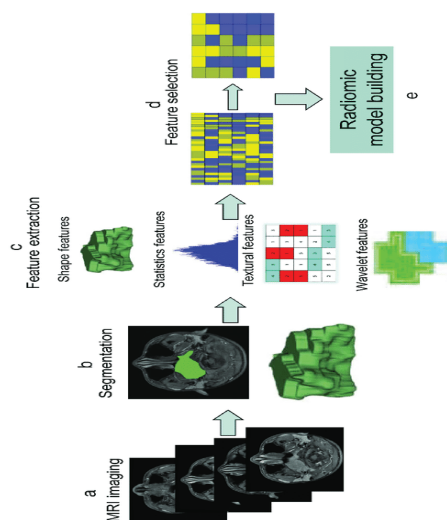 a
MRI imaging
b
Segmentation
c
Feature extraction
Shape features
Statistics features
Textural features
Wavelet features
d
Feature selection
Radiomic
model building
e